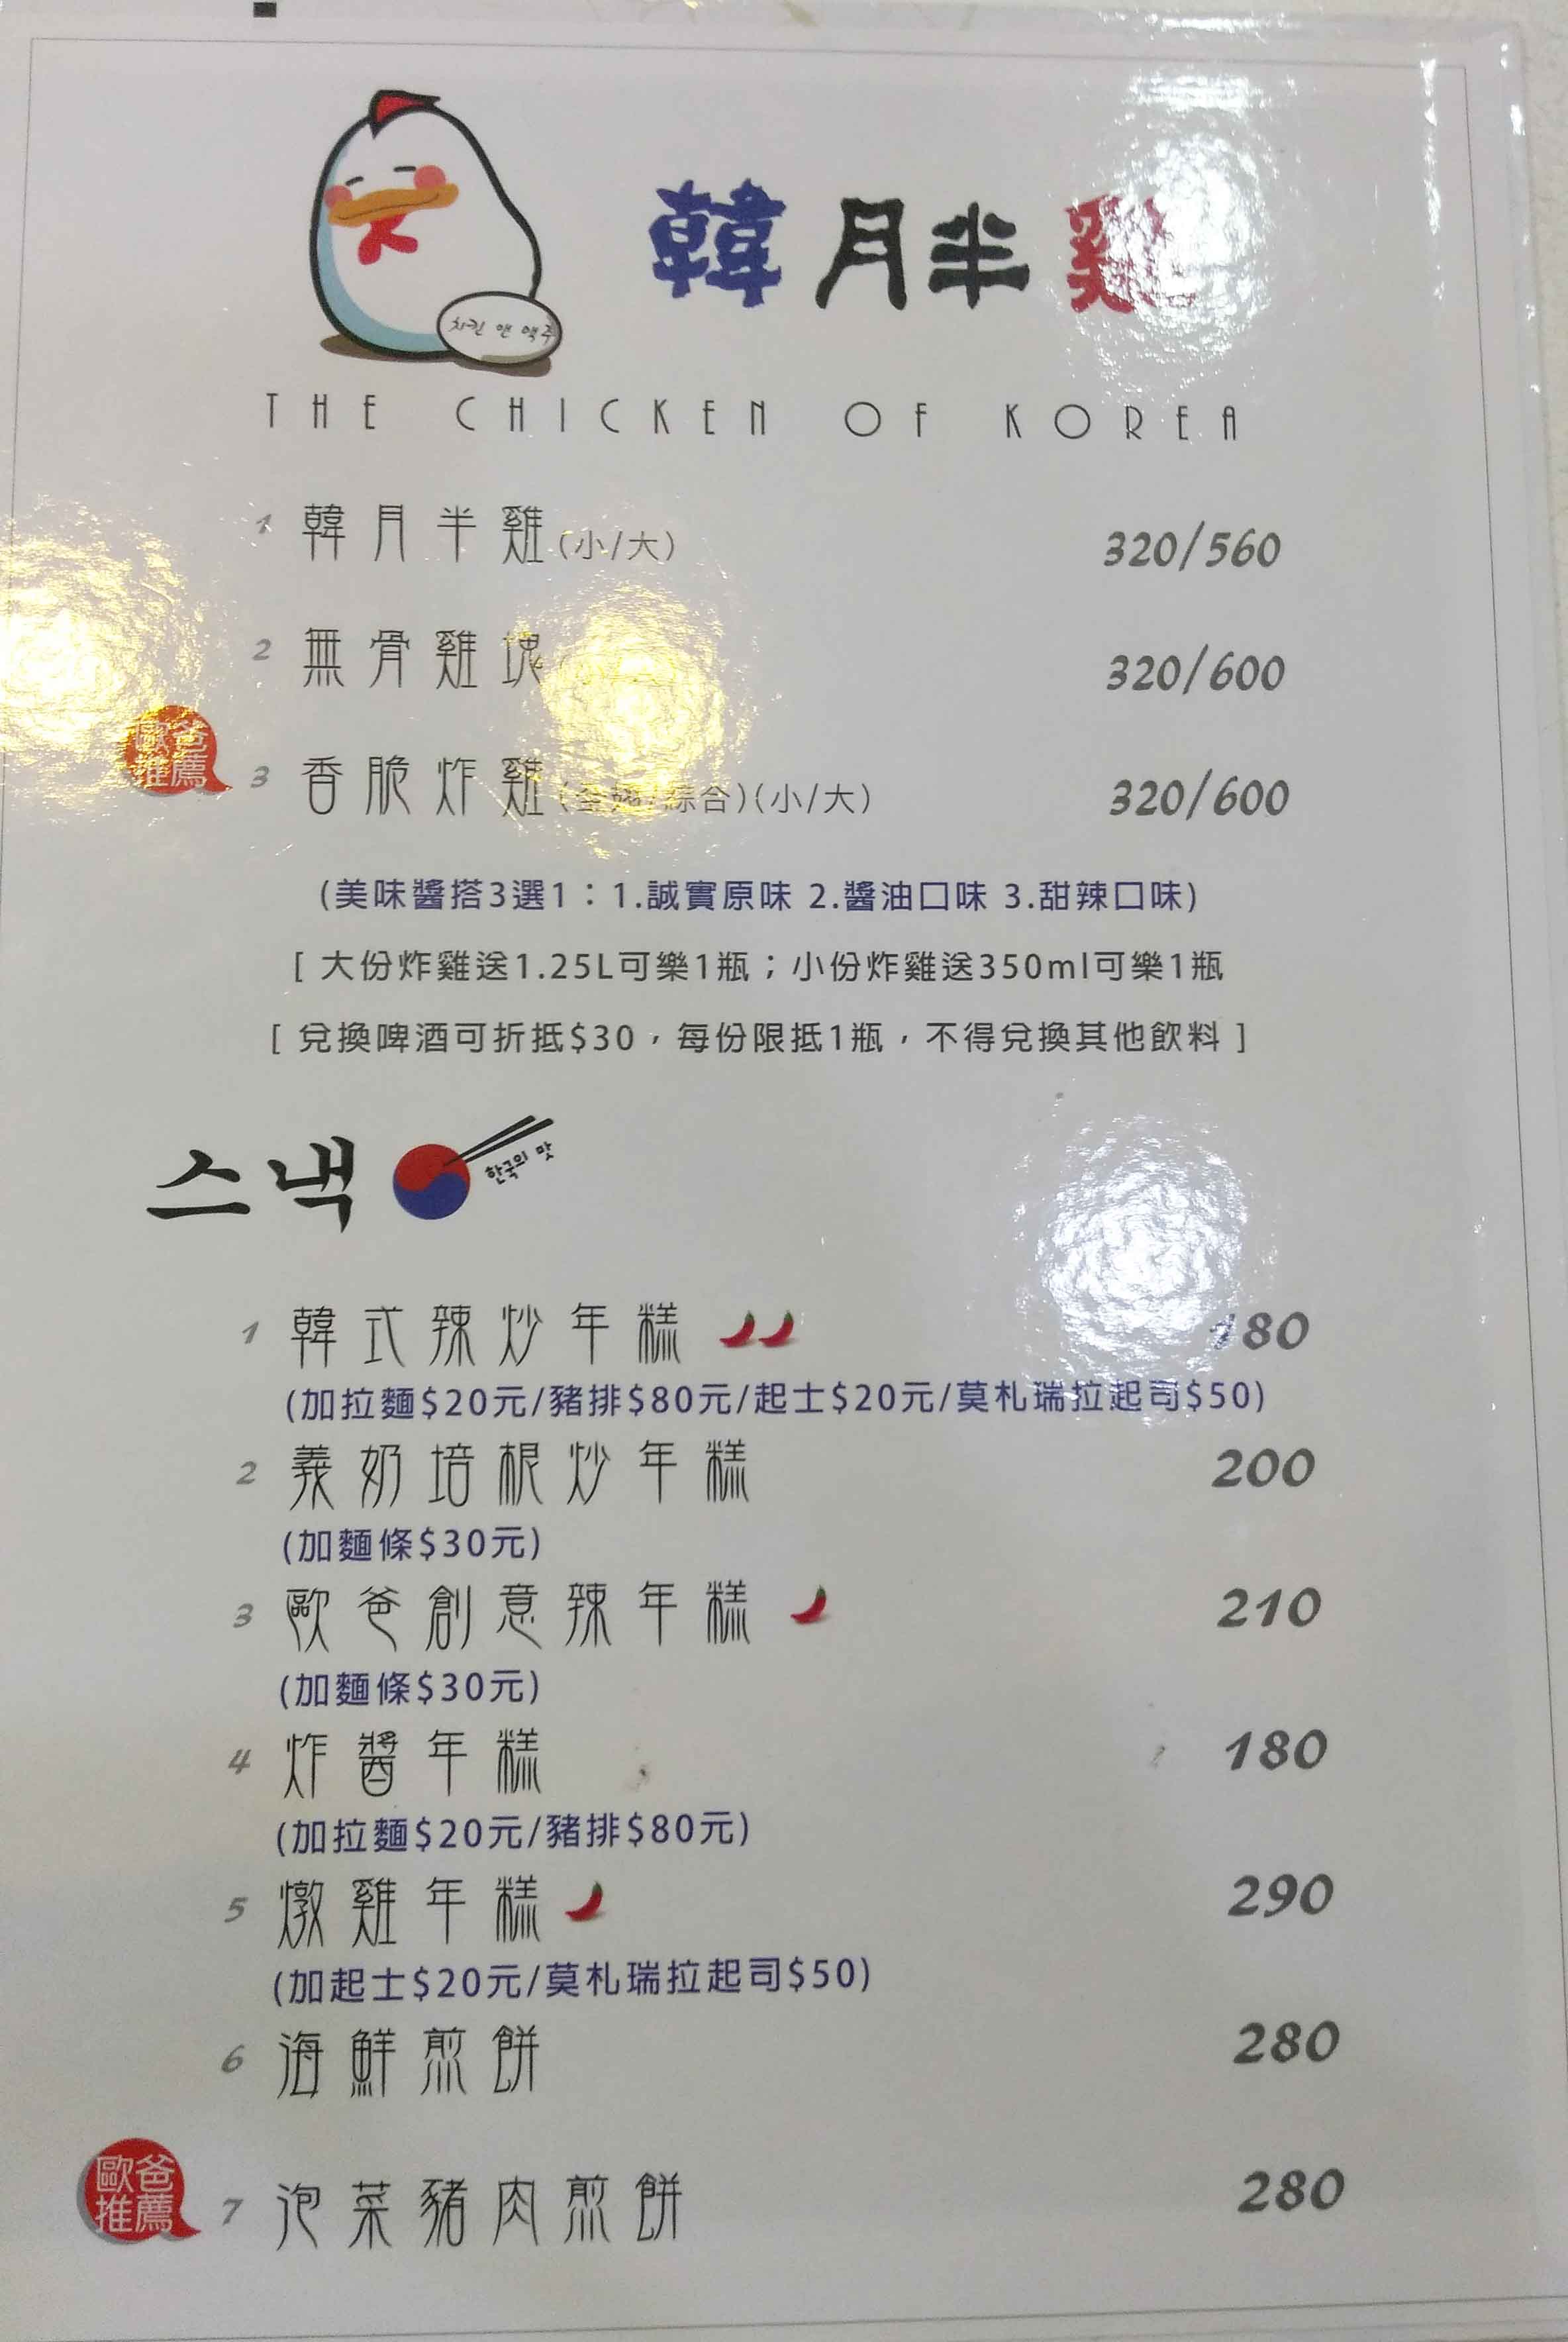 韓月半雞
치킨 앤 맥주
THE CHICKEN OF KOREA
1 韓月半雞(小/大) 320/560
2 無骨雞塊 320/600
歐爸推薦
3 香脆炸雞(全翅/綜合)(小/大) 320/600
(美味醬搭3選1：1.誠實原味 2.醬油口味 3.甜辣口味)
[ 大份炸雞送1.25L可樂1瓶；小份炸雞送350ml可樂1瓶
[ 兌換啤酒可折抵$30，每份限抵1瓶，不得兌換其他飲料 ]
스낵 한국의 맛
1 韓式辣炒年糕 180
(加拉麵$20元/豬排$80元/起士$20元/莫札瑞拉起司$50)
2 義奶培根炒年糕 200
(加麵條$30元)
3 歐爸創意辣年糕 210
(加麵條$30元)
4 炸醬年糕 180
(加拉麵$20元/豬排$80元)
5 燉雞年糕 290
(加起士$20元/莫札瑞拉起司$50)
6 海鮮煎餅 280
歐爸推薦
7 泡菜豬肉煎餅 280